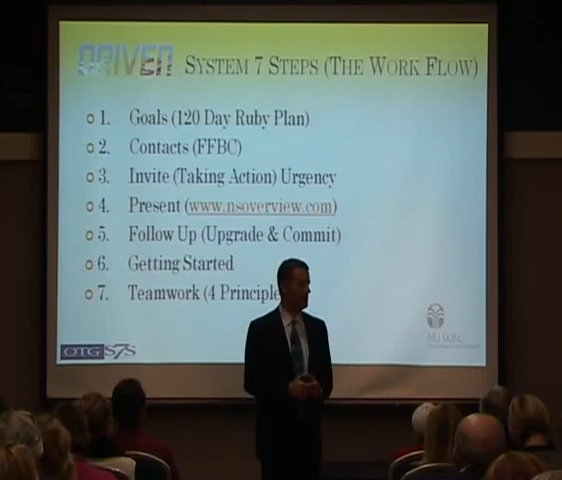 DRIVEN SYSTEM 7 STEPS (THE WORK FLOW)
1. Goals (120 Day Ruby Plan)
2. Contacts (FFBC)
3. Invite (Taking Action) Urgency
4. Present (www.nsoverview.com)
5. Follow Up (Upgrade & Commit)
6. Getting Started
7. Teamwork (4 Principle
OTG S7S
NU SKIN